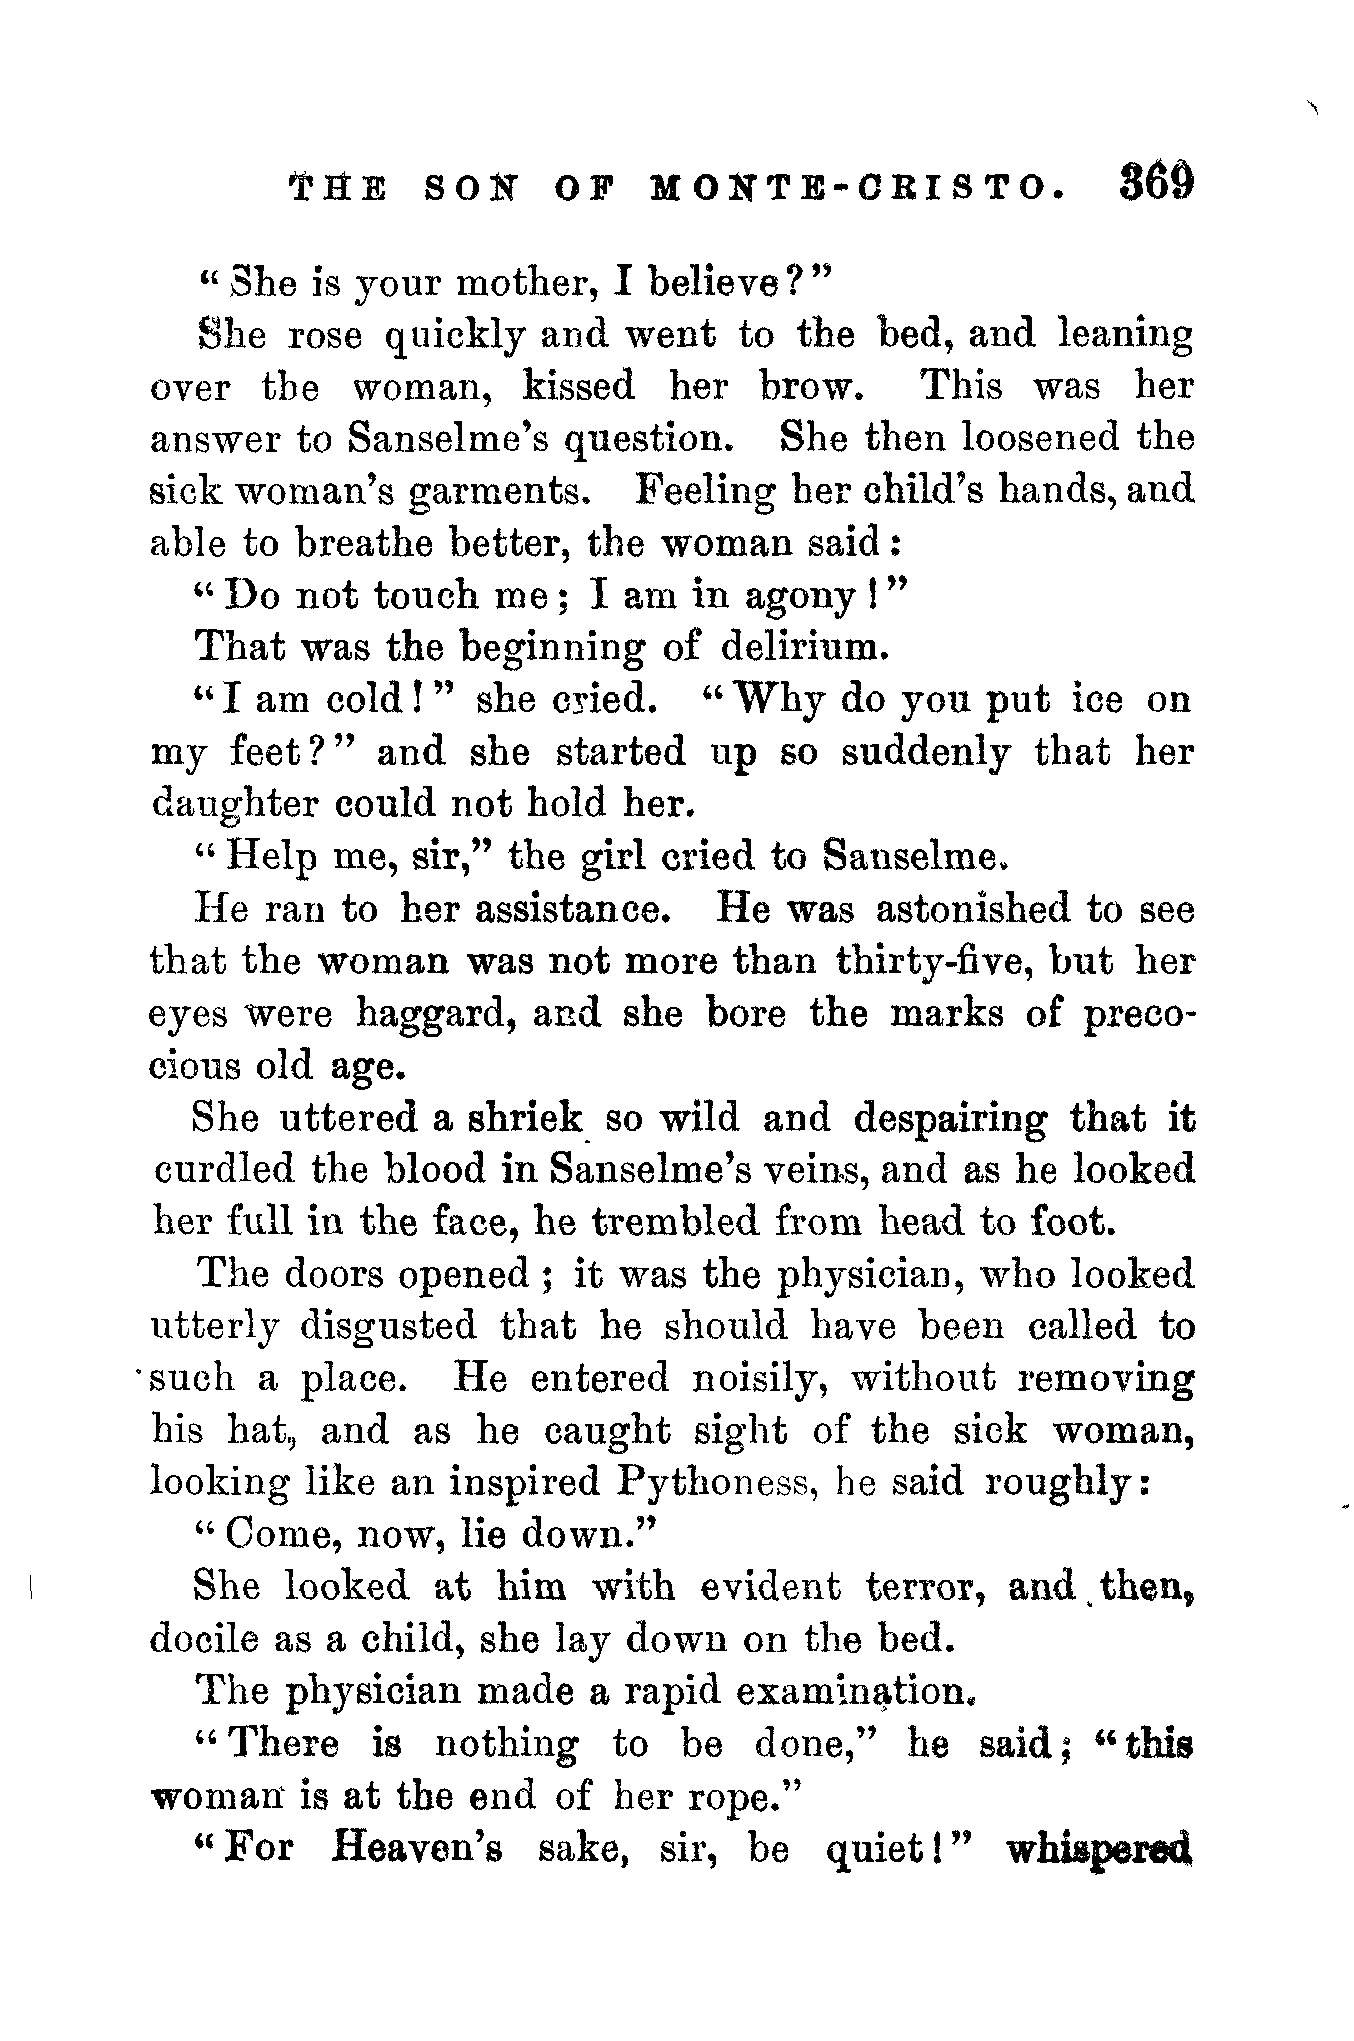 THE SON OF MONTE-CRISTO. 369
“She is your mother, I believe?”
She rose quickly and went to the bed, and leaning
over the woman, kissed her brow. This was her
answer to Sanselme’s question. She then loosened the
sick woman’s garments. Feeling her child’s hands, and
able to breathe better, the woman said:
“Do not touch me; I am in agony!”
That was the beginning of delirium.
“I am cold!” she cried. “Why do you put ice on
my feet?” and she started up so suddenly that her
daughter could not hold her.
“Help me, sir,” the girl cried to Sanselme.
He ran to her assistance. He was astonished to see
that the woman was not more than thirty-five, but her
eyes were haggard, and she bore the marks of preco-
cious old age.
She uttered a shriek so wild and despairing that it
curdled the blood in Sanselme’s veins, and as he looked
her full in the face, he trembled from head to foot.
The doors opened; it was the physician, who looked
utterly disgusted that he should have been called to
such a place. He entered noisily, without removing
his hat, and as he caught sight of the sick woman,
looking like an inspired Pythoness, he said roughly:
“Come, now, lie down.”
She looked at him with evident terror, and then,
docile as a child, she lay down on the bed.
The physician made a rapid examination.
“There is nothing to be done,” he said; “this
woman is at the end of her rope.”
“For Heaven’s sake, sir, be quiet!” whispered